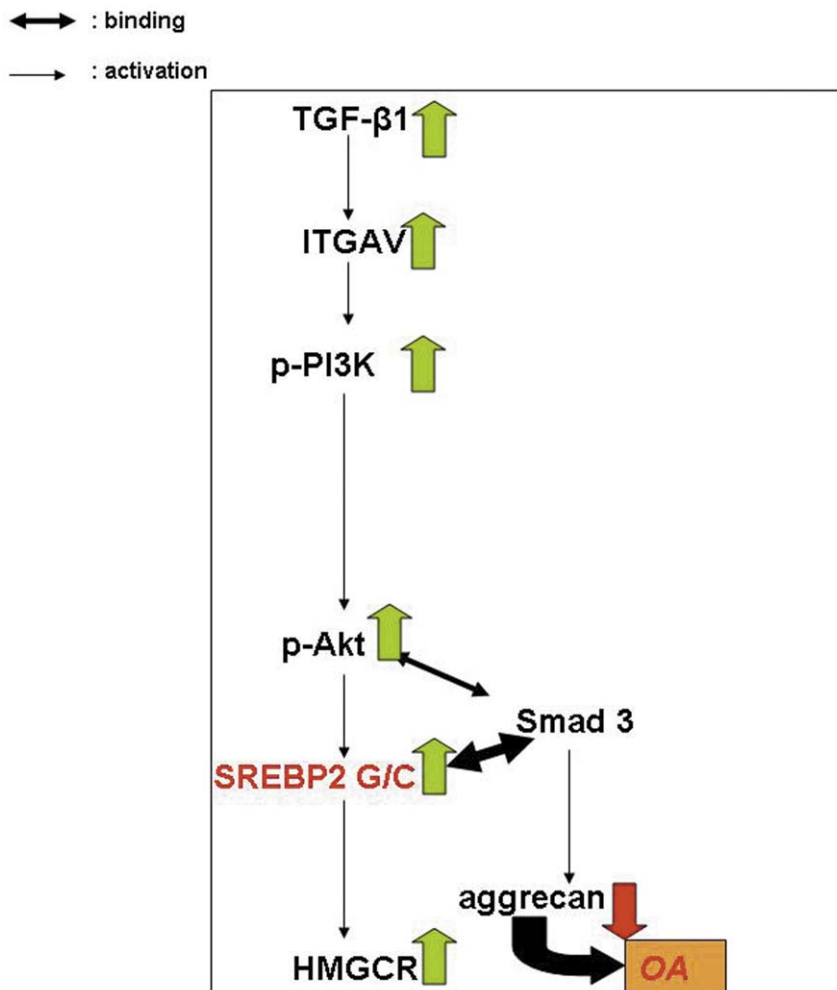 : binding
: activation
TGF-β1
ITGAV
p-PI3K
p-Akt
Smad 3
SREBP2 G/C
aggrecan
HMGCR
OA